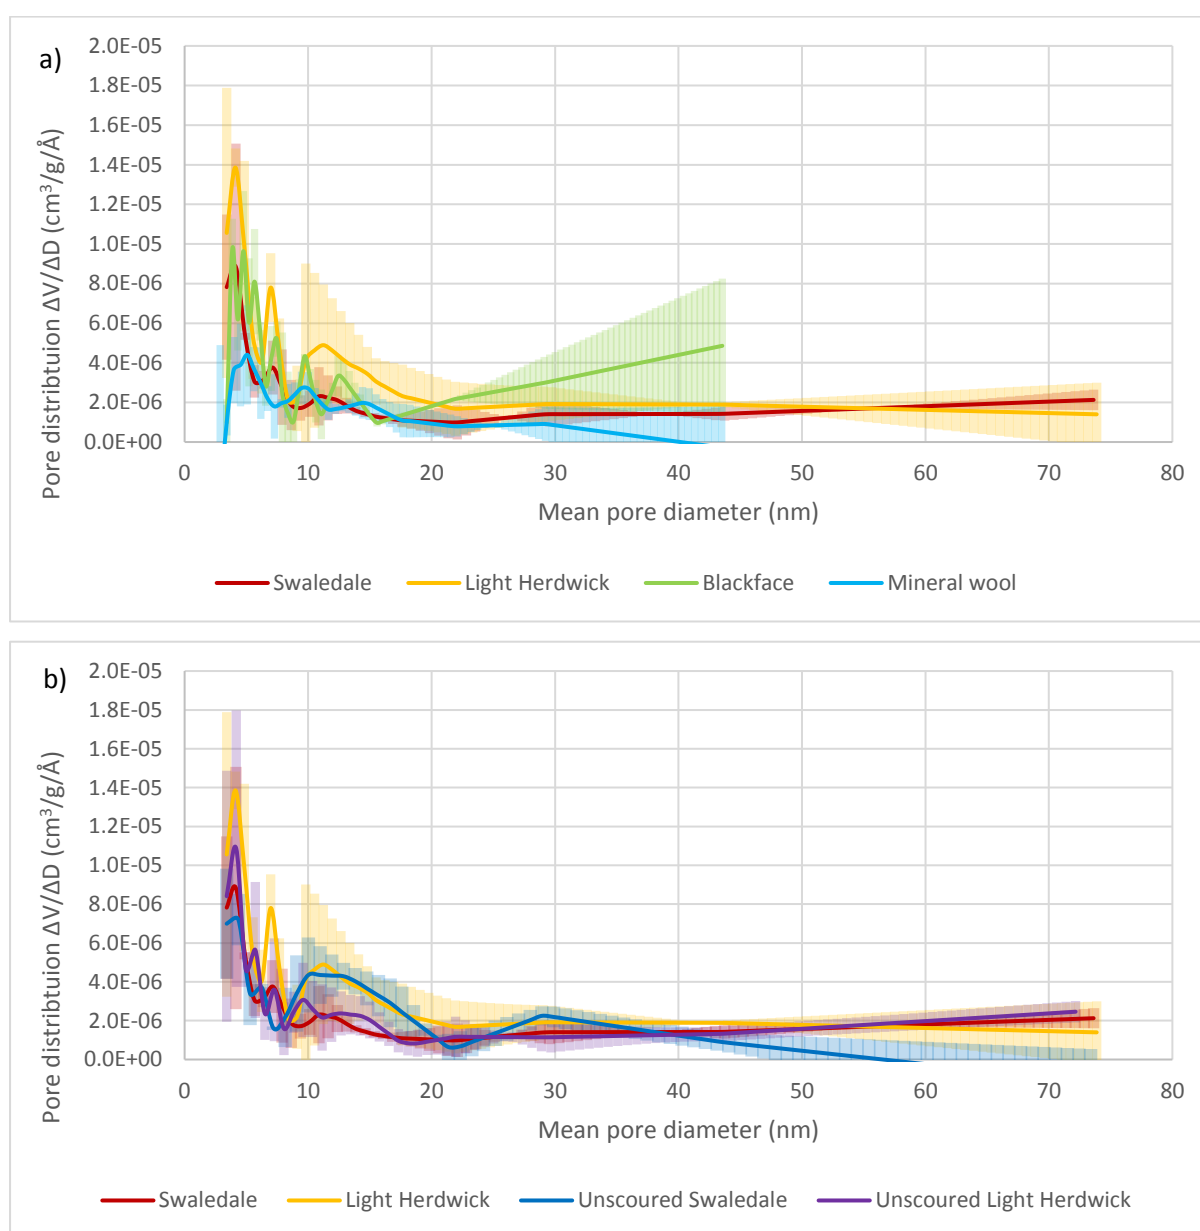 a)
2.0E-05
1.8E-05
1.6E-05
1.4E-05
1.2E-05
1.0E-05
8.0E-06
6.0E-06
4.0E-06
2.0E-06
0.0E+00
Pore distribtuion ΔV/ΔD (cm³/g/Å)
0 10 20 30 40 50 60 70 80
Mean pore diameter (nm)
Swaledale Light Herdwick Blackface Mineral wool
b)
2.0E-05
1.8E-05
1.6E-05
1.4E-05
1.2E-05
1.0E-05
8.0E-06
6.0E-06
4.0E-06
2.0E-06
0.0E+00
Pore distribtuion ΔV/ΔD (cm³/g/Å)
0 10 20 30 40 50 60 70 80
Mean pore diameter (nm)
Swaledale Light Herdwick Unscoured Swaledale Unscoured Light Herdwick